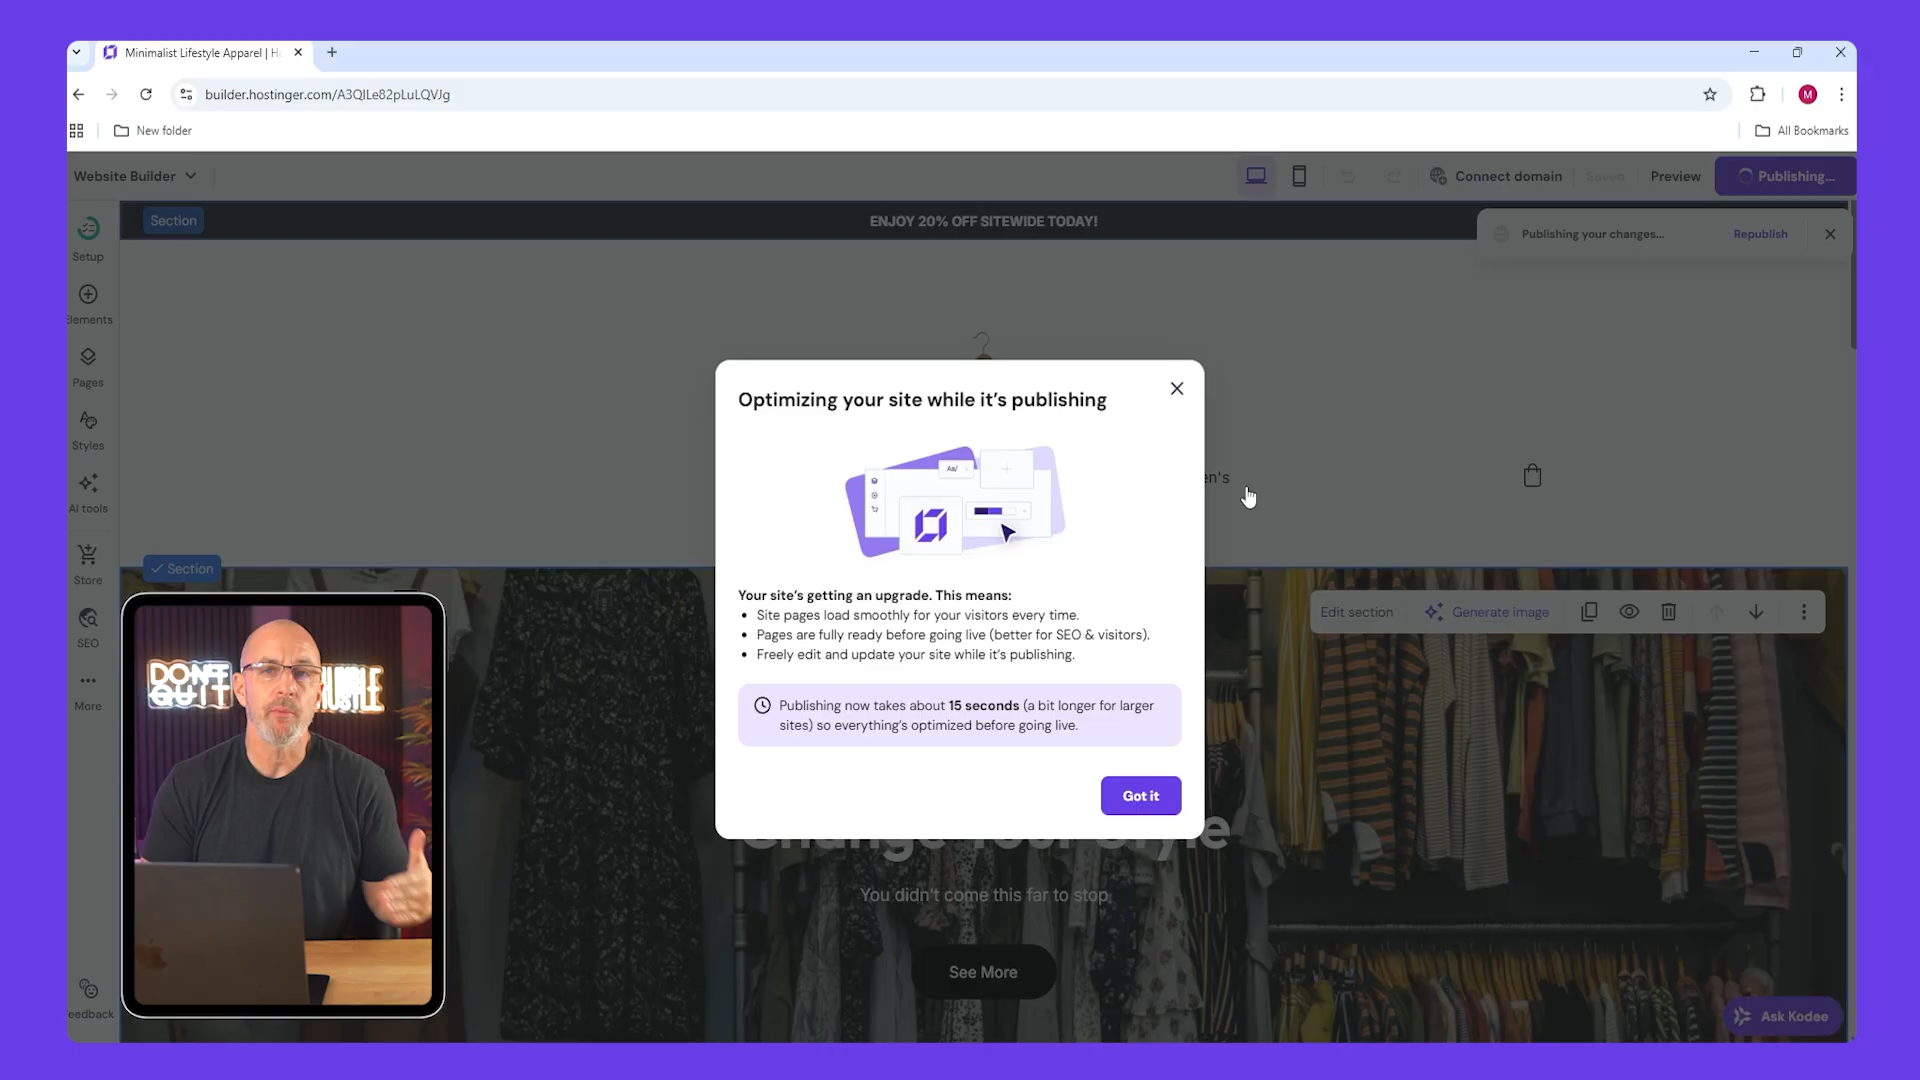 Minimalist Lifestyle Apparel | Ho
builder.hostinger.com/A3QlLe82pLuLQVJg
M
New folder
All Bookmarks
Website Builder
Connect domain
Saved
Preview
Publishing...
Section
ENJOY 20% OFF SITEWIDE TODAY!
Publishing your changes...
Republish
Setup
Elements
Pages
Styles
AI tools
Store
SEO
More
eedback
Optimizing your site while it's publishing
Aa/
en's
Your site's getting an upgrade. This means:
• Site pages load smoothly for your visitors every time.
• Pages are fully ready before going live (better for SEO & visitors).
• Freely edit and update your site while it's publishing.
Publishing now takes about 15 seconds (a bit longer for larger
sites) so everything's optimized before going live.
Got it
Section
Edit section
Generate image
DON'T
QUIT
HUSTLE
Change Your Style
You didn't come this far to stop
See More
Ask Kodee